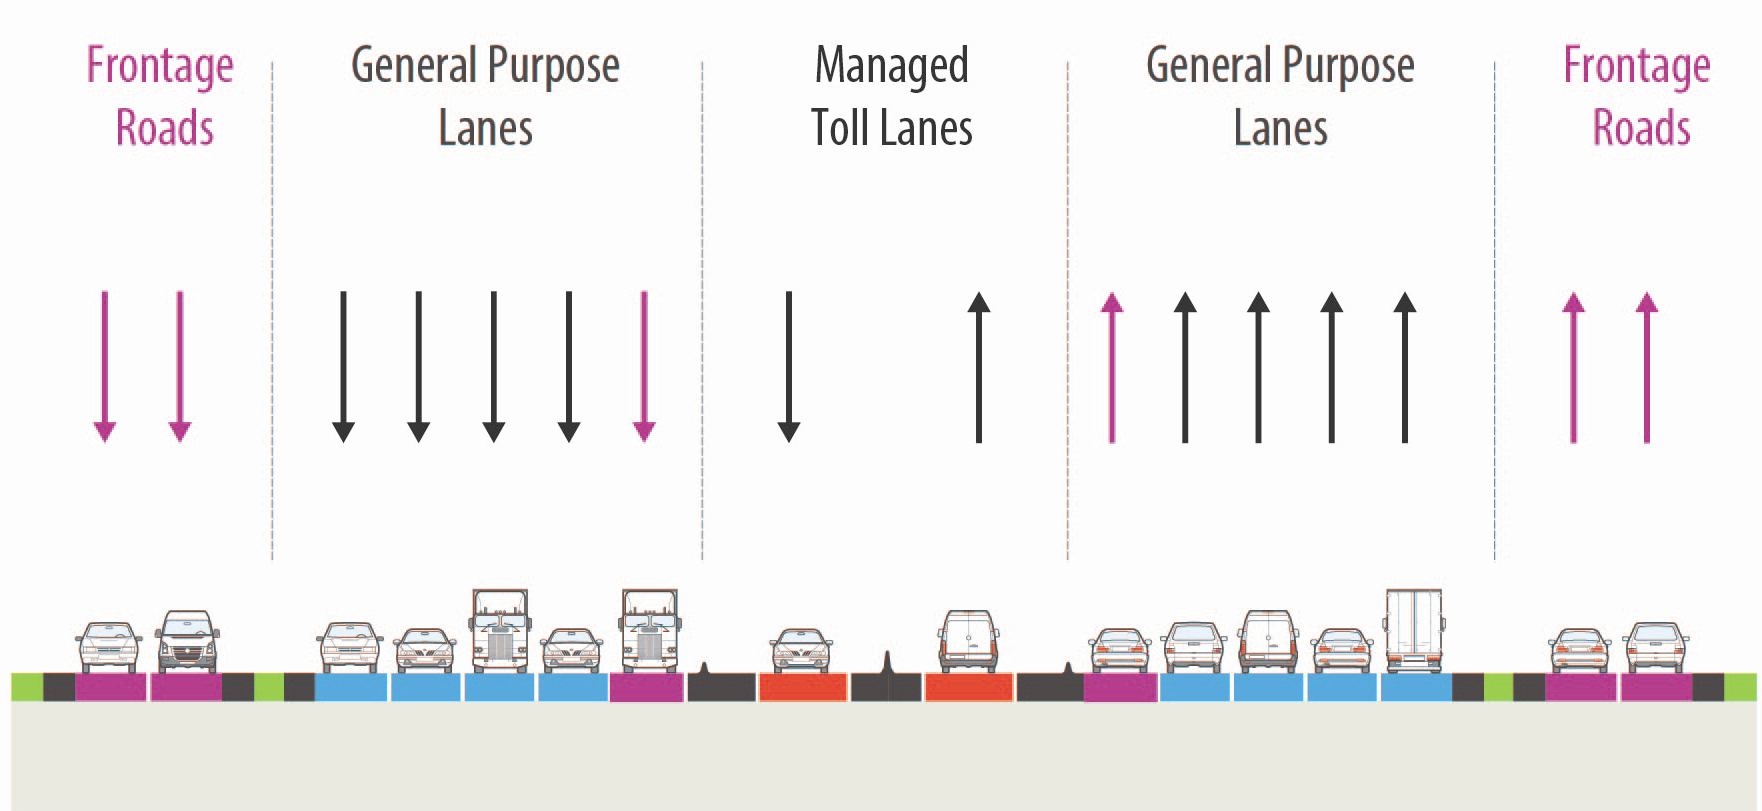 Frontage
Roads
General Purpose
Lanes
Managed
Toll Lanes
General Purpose
Lanes
Frontage
Roads